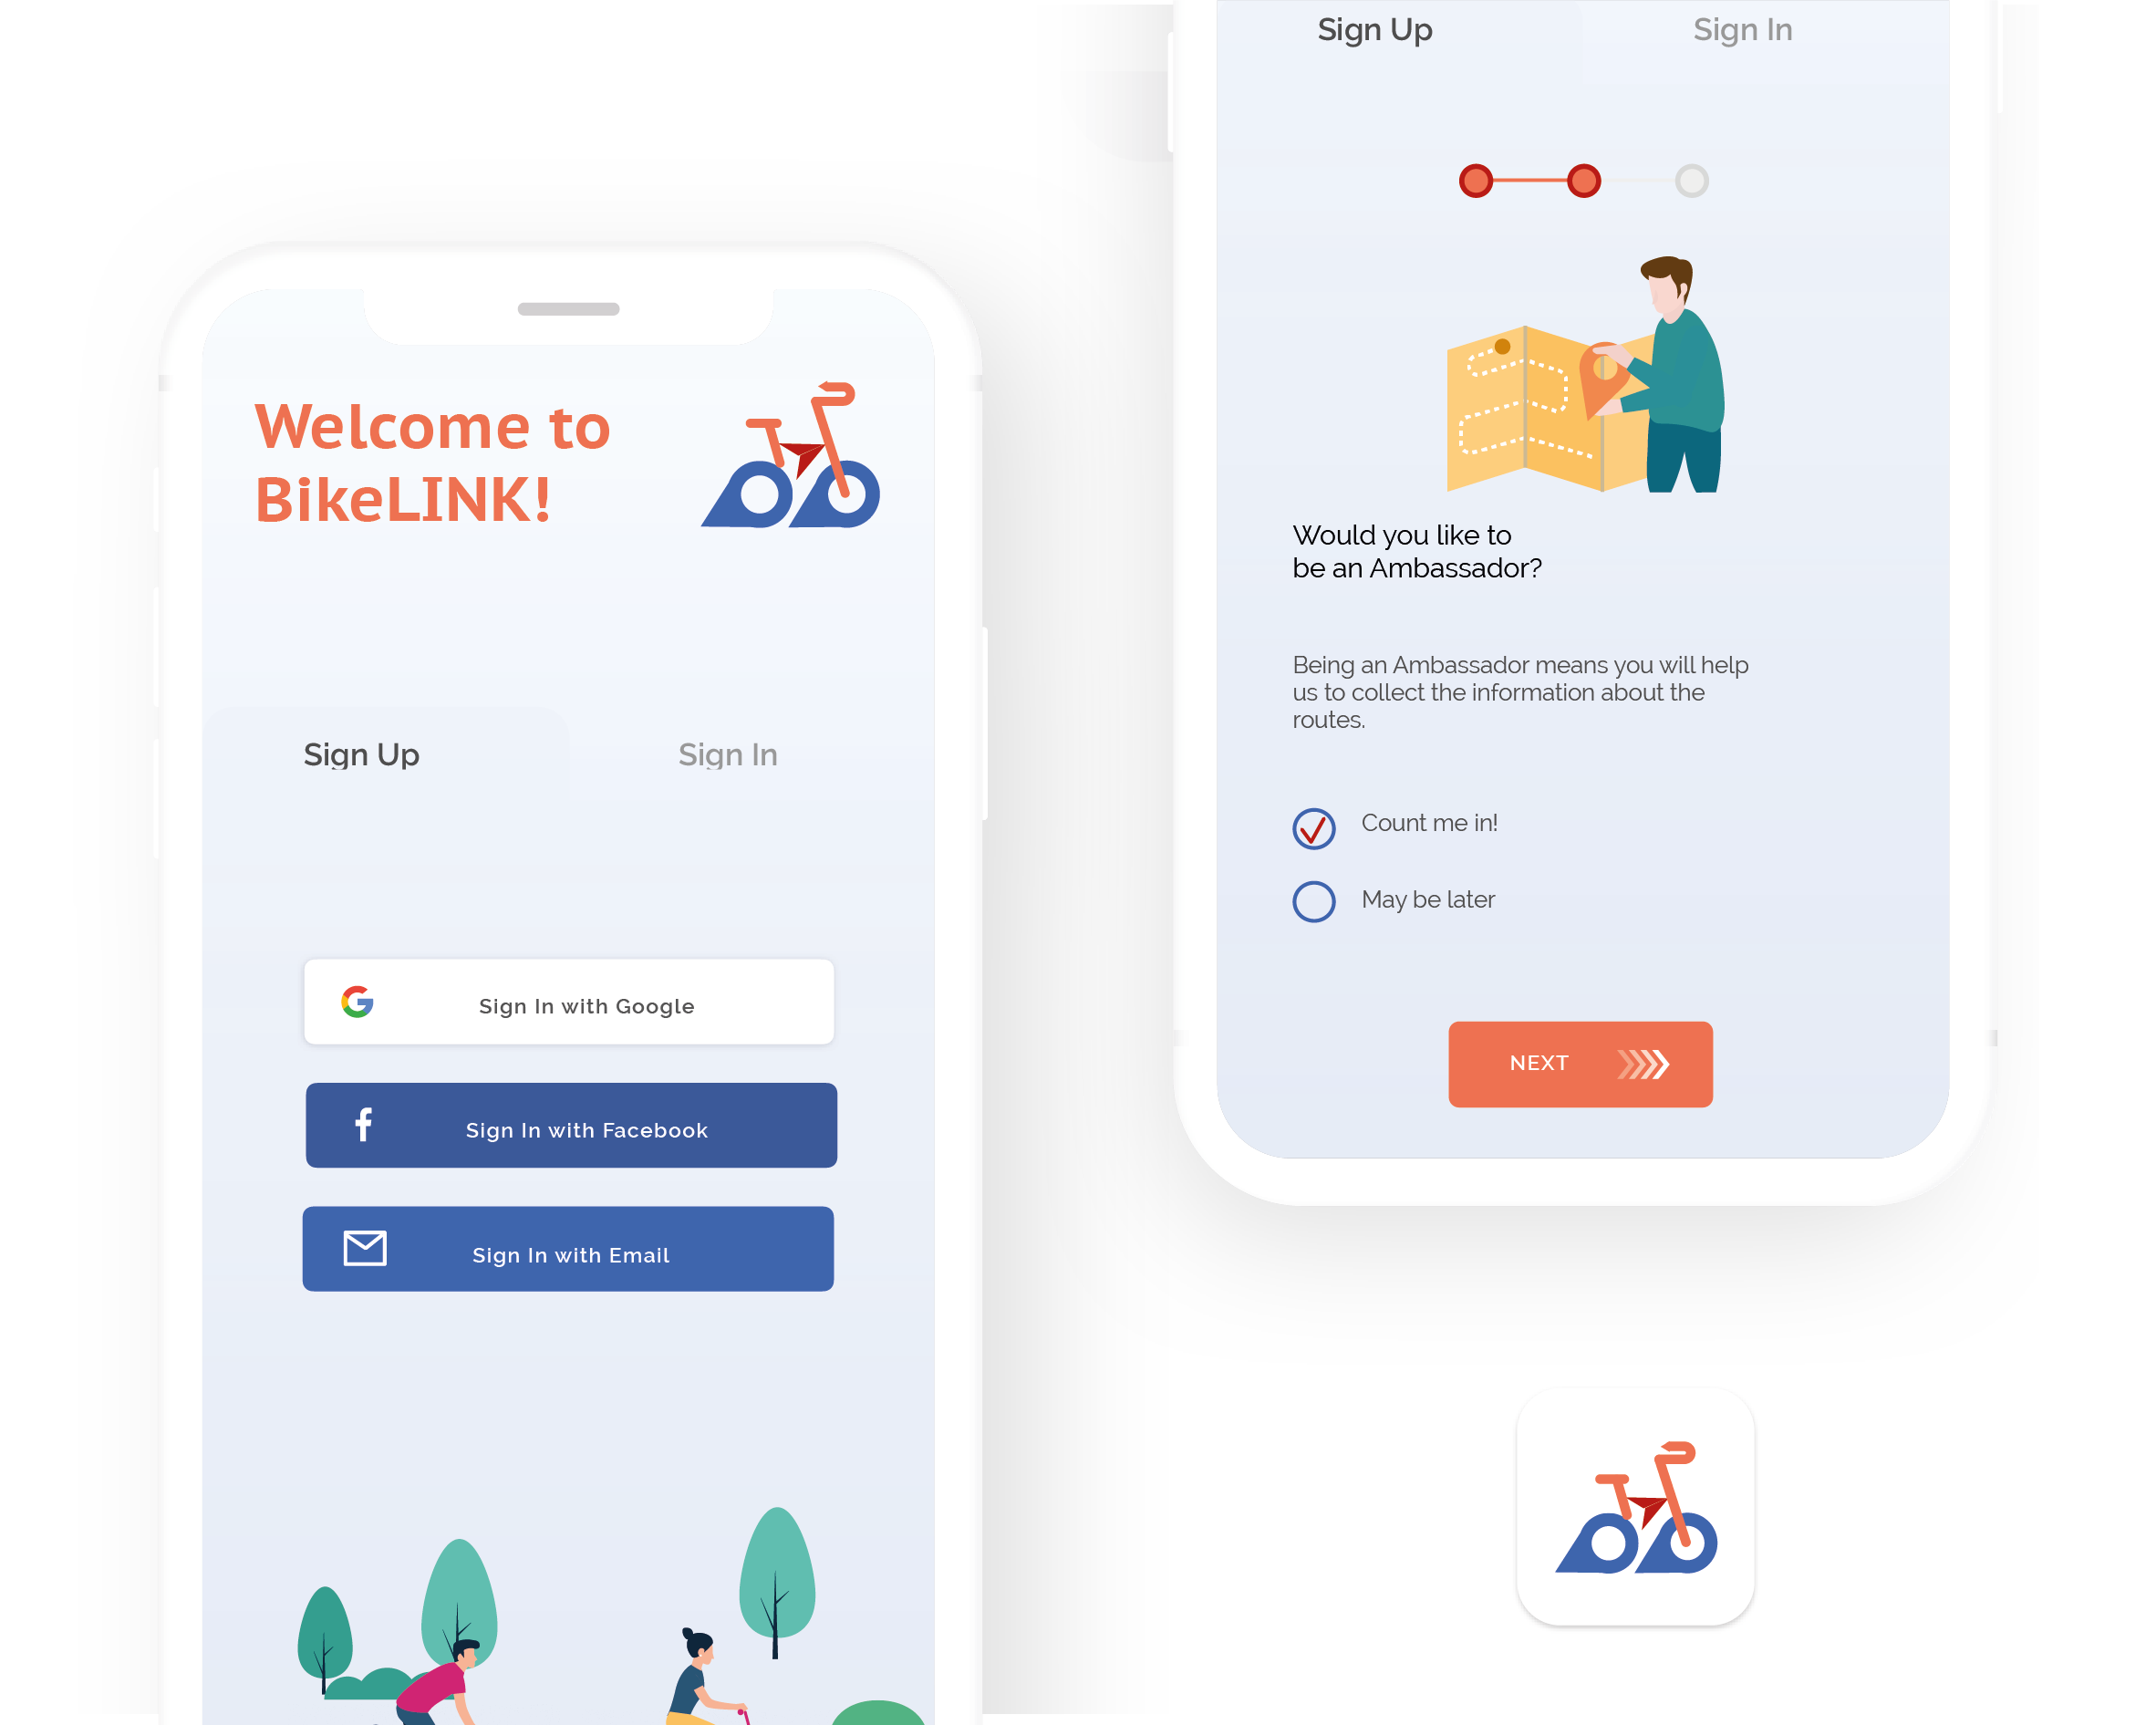 Welcome to
BikeLINK!
Sign Up
Sign In
Sign In with Google
Sign In with Facebook
Sign In with Email
Sign Up
Sign In
Would you like to
be an Ambassador?
Being an Ambassador means you will help
us to collect the information about the
routes.
Count me in!
May be later
NEXT